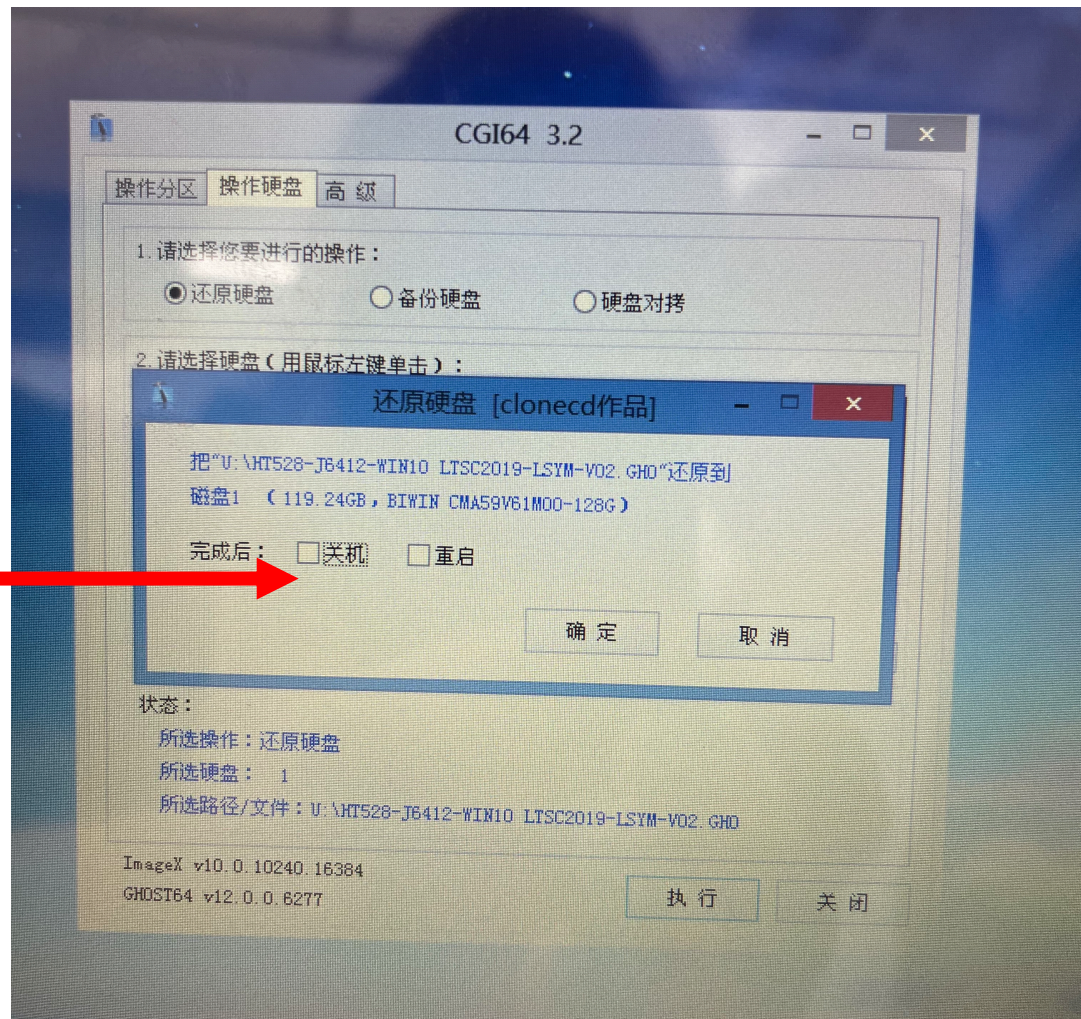 CGI64 3.2
操作分区 操作硬盘 高级
1.请选择您要进行的操作：
还原硬盘 备份硬盘 硬盘对拷
2.请选择硬盘(用鼠标左键单击)：
还原硬盘 [clonecd作品]
把"U:\HT528-J6412-WIN10 LTSC2019-LSYM-V02.GHO"还原到
磁盘1 (119.24GB，BIWIN CMA59V61M00-128G)
完成后： 关机 重启
确定 取消
状态：
所选操作：还原硬盘
所选硬盘： 1
所选路径/文件：U:\HT528-J6412-WIN10 LTSC2019-LSYM-V02.GHO
ImageX v10.0.10240.16384
GHOST64 v12.0.0.6277
执行 关闭